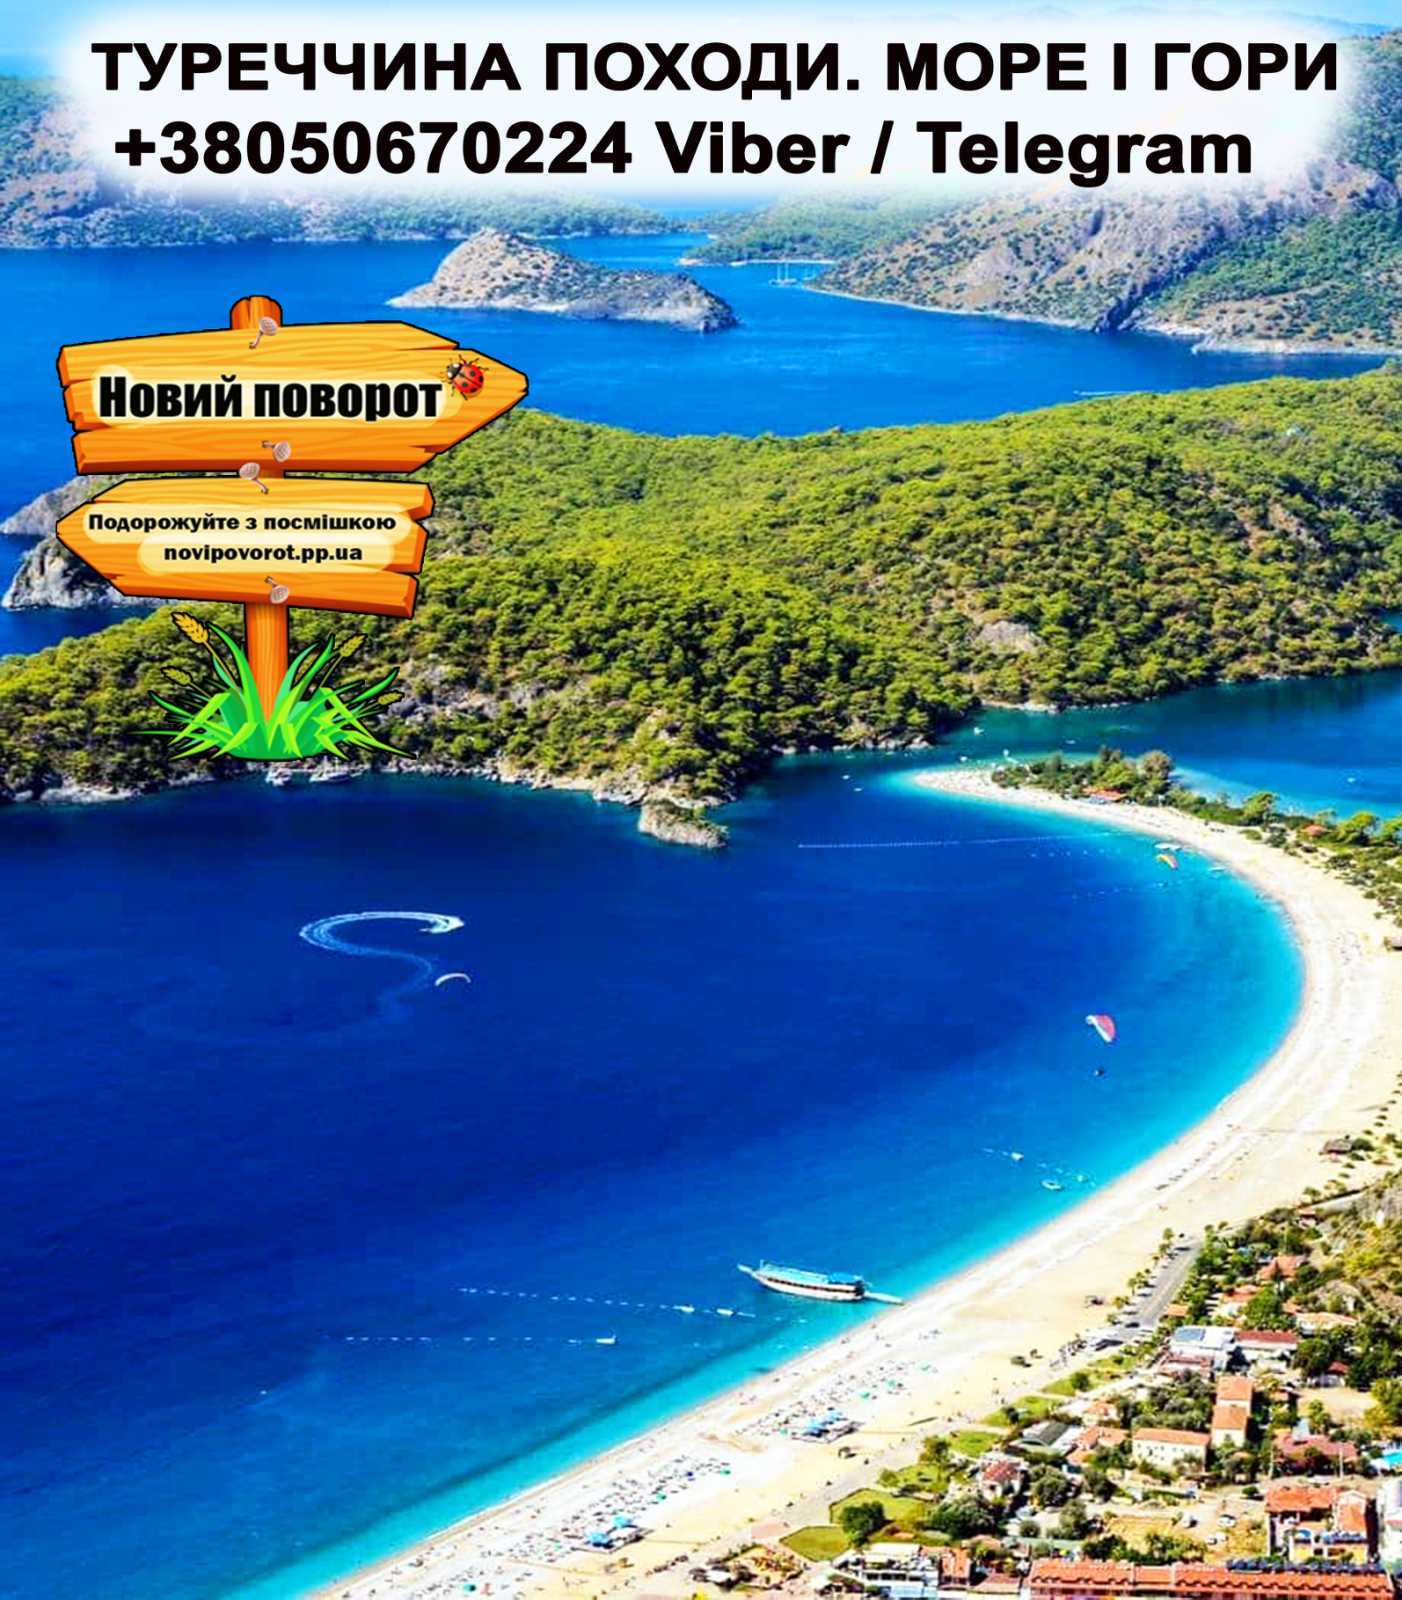 ТУРЕЧЧИНА ПОХОДИ. МОРЕ І ГОРИ
+38050670224 Viber / Telegram
Новий поворот
Подорожуйте з посмішкою
novipovorot.pp.ua